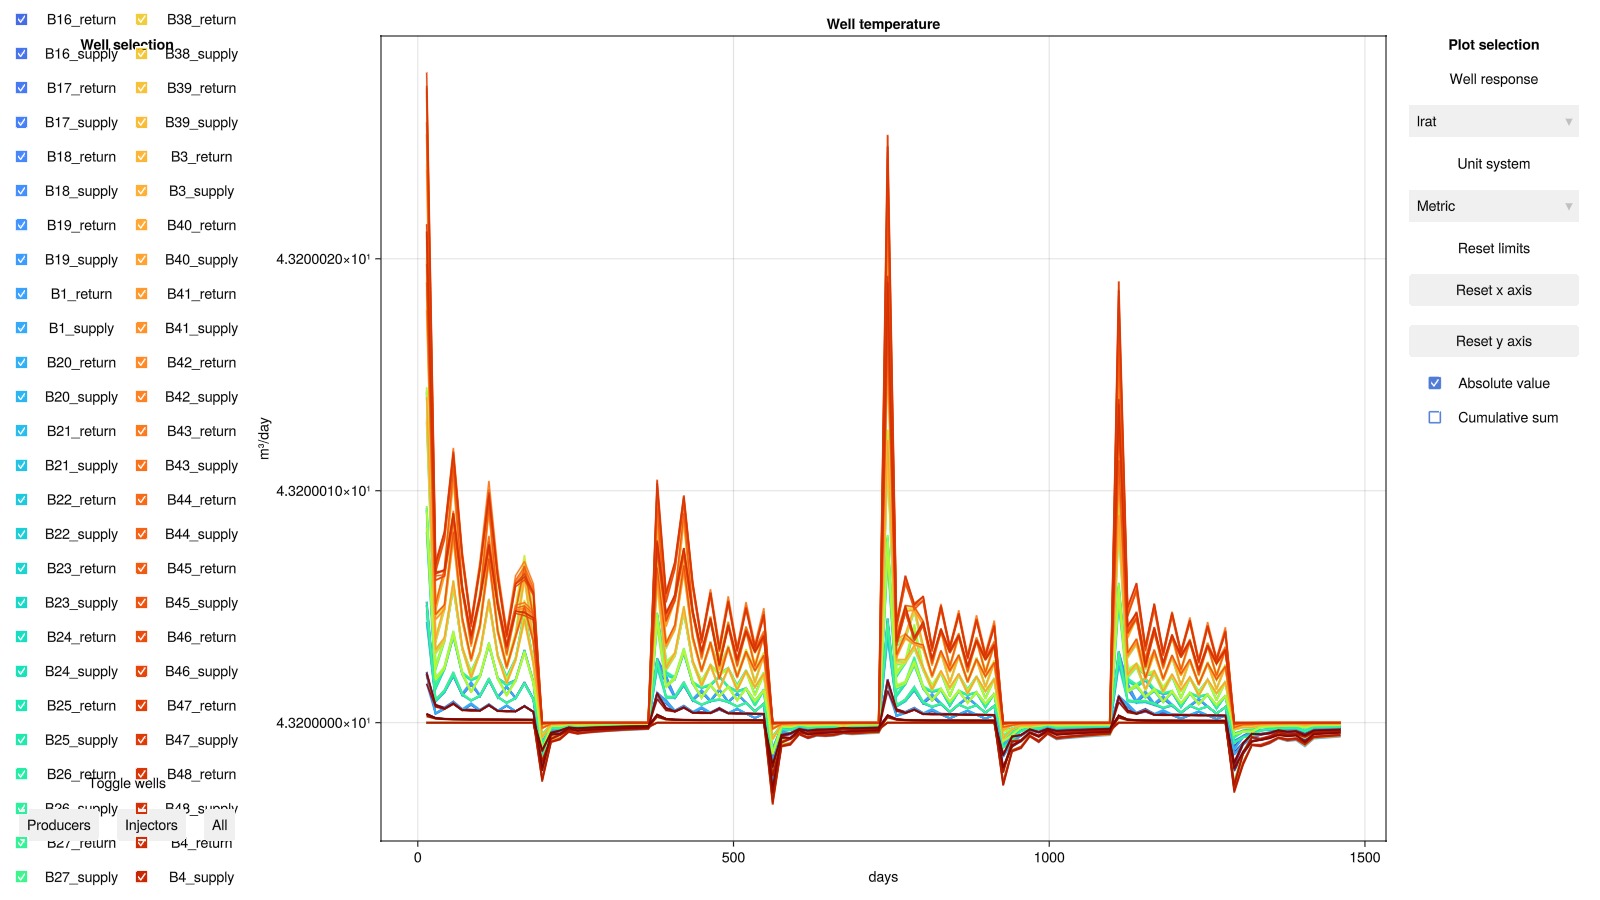 Well selection
B16_return B38_return
B16_supply B38_supply
B17_return B39_return
B17_supply B39_supply
B18_return B3_return
B18_supply B3_supply
B19_return B40_return
B19_supply B40_supply
B1_return B41_return
B1_supply B41_supply
B20_return B42_return
B20_supply B42_supply
B21_return B43_return
B21_supply B43_supply
B22_return B44_return
B22_supply B44_supply
B23_return B45_return
B23_supply B45_supply
B24_return B46_return
B24_supply B46_supply
B25_return B47_return
B25_supply B47_supply
B26_return B48_return
Toggle wells
B26_supply B48_supply
Producers Injectors All
B27_return B4_return
B27_supply B4_supply
Well temperature
m³/day
4.3200020×10¹
4.3200010×10¹
4.3200000×10¹
0 500 1000 1500
days
Plot selection
Well response
lrat
Unit system
Metric
Reset limits
Reset x axis
Reset y axis
Absolute value
Cumulative sum